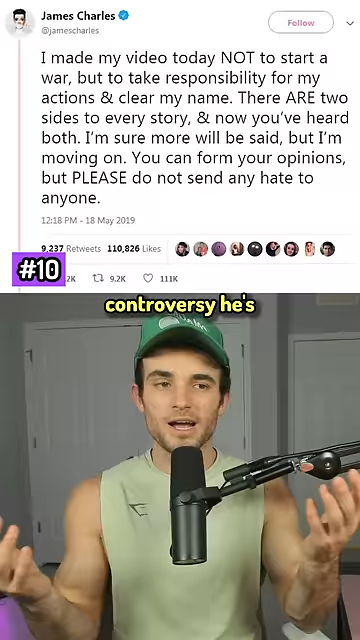 James Charles
@jamescharles
Follow
I made my video today NOT to start a
war, but to take responsibility for my
actions & clear my name. There ARE two
sides to every story, & now you've heard
both. I'm sure more will be said, but I'm
moving on. You can form your opinions,
but PLEASE do not send any hate to
anyone.
12:18 PM - 18 May 2019
9,237 Retweets 110,826 Likes
#10
2K 9.2K 111K
controversy he's